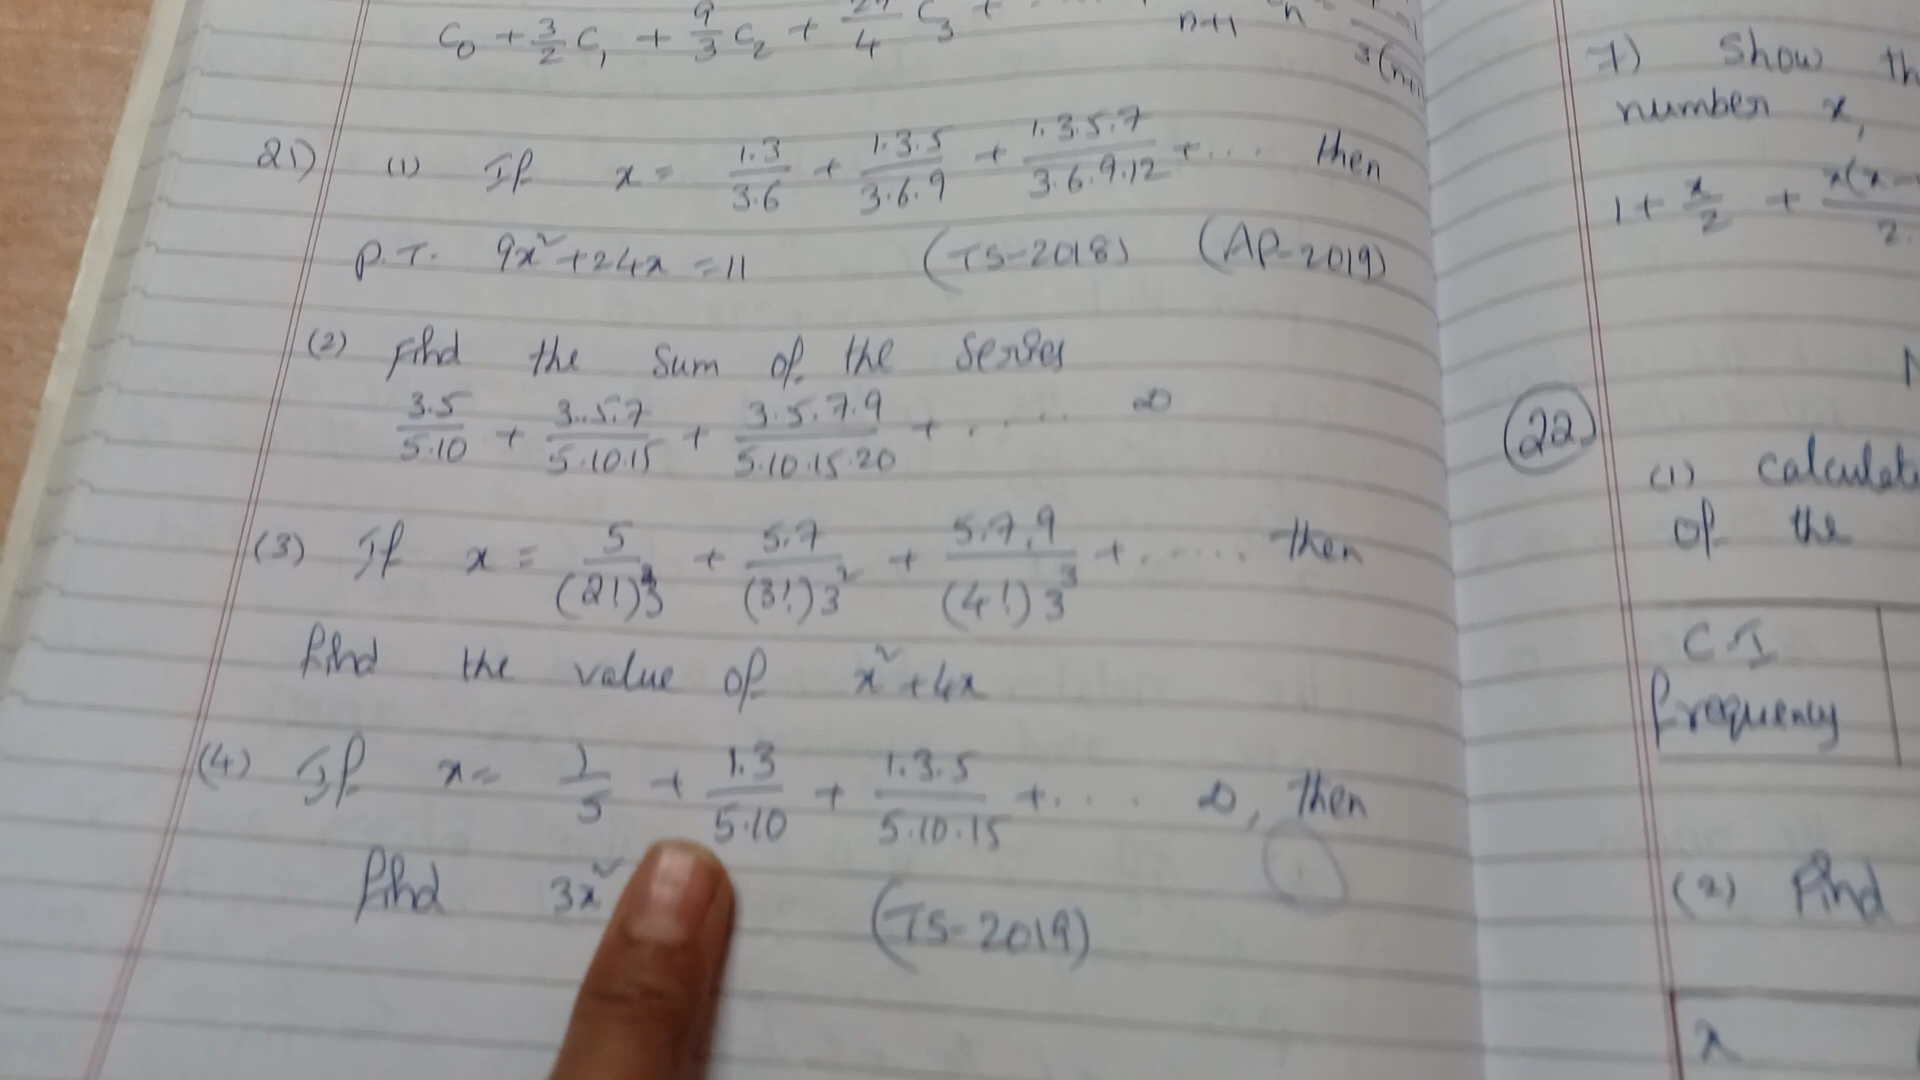 C₀ + 3/2 C₁ + 9/3 C₂ + 27/4 C₃ +
21) (1) If x = 1.3/3.6 + 1.3.5/3.6.9 + 1.3.5.7/3.6.9.12 + ... then
P.T. 9x² + 24x = 11 (TS-2018) (AP-2019)
(2) Find the sum of the series
3.5/5.10 + 3.5.7/5.10.15 + 3.5.7.9/5.10.15.20 + ..... ∞
(3) If x = 5/(2!)3 + 5.7/(3!)3² + 5.7.9/(4!)3³ + ...... then
find the value of x² + 4x
(4) If x = 1/5 + 1.3/5.10 + 1.3.5/5.10.15 + .... ∞, then
find 3x² (TS-2019)
7) Show
number x,
1 + x/2 +
22
(1) Calculate
of the
C.I
frequency
(2) Find
x